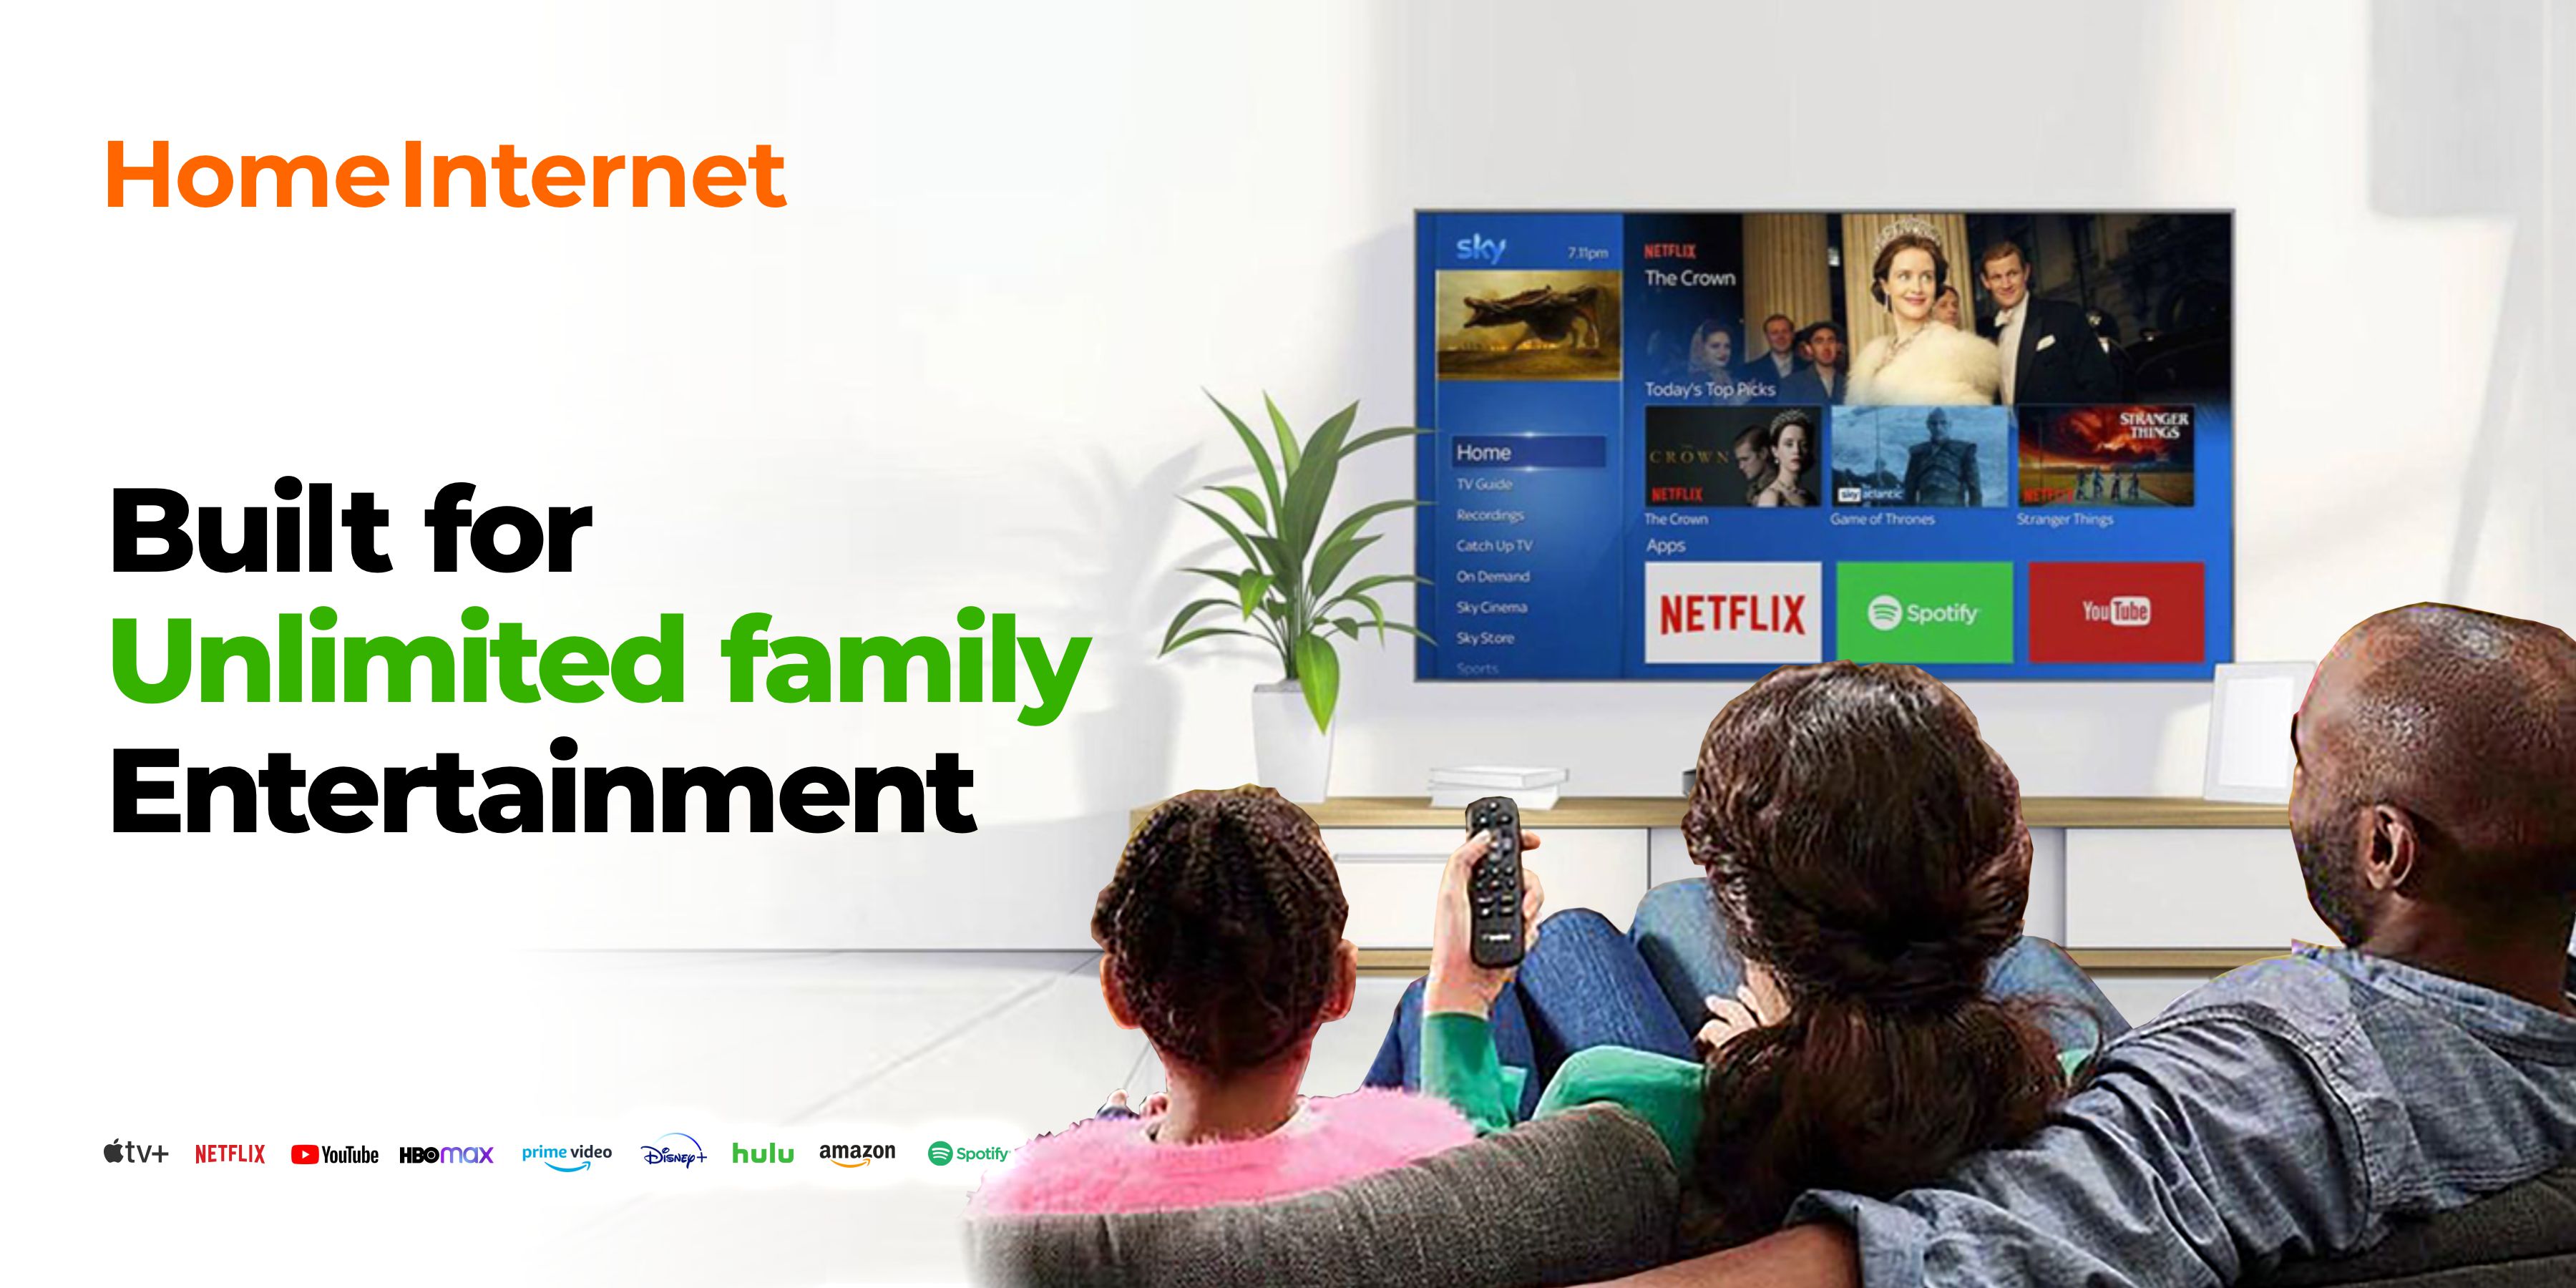 Home Internet
Built for
Unlimited family
Entertainment
tv+ NETFLIX YouTube HBOmax prime video Disney+ hulu amazon Spotify
sky 7.11pm
Home
TV Guide
Recordings
Catch Up TV
On Demand
Sky Cinema
Sky Store
Sports
NETFLIX
The Crown
Today's Top Picks
CROWN
NETFLIX
sky atlantic
STRANGER
THINGS
NETFLIX
The Crown Game of Thrones Stranger Things
Apps
NETFLIX Spotify YouTube